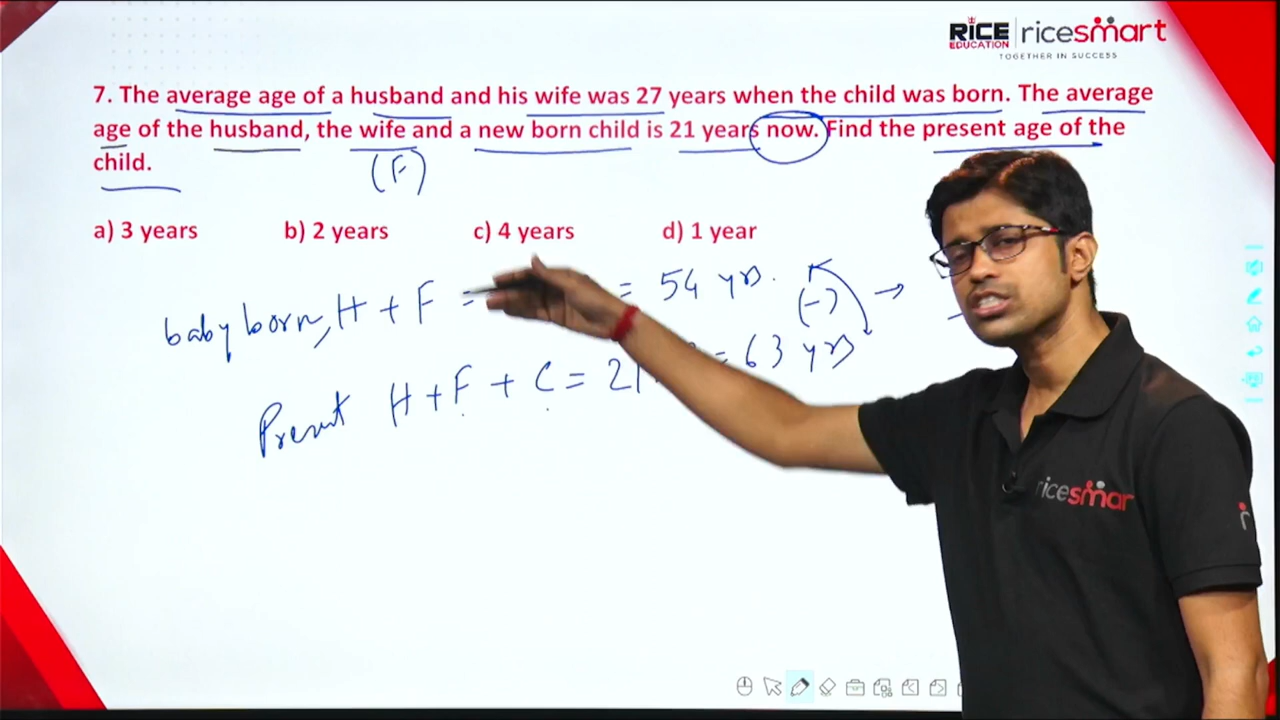 RICE EDUCATION ricesmart
TOGETHER IN SUCCESS
7. The average age of a husband and his wife was 27 years when the child was born. The average
age of the husband, the wife and a new born child is 21 years now. Find the present age of the
child.
(F)
a) 3 years b) 2 years c) 4 years d) 1 year
baby born, H + F = = 54 yrs. (-) →
Present H + F + C = 21 = 63 yrs
ricesmar